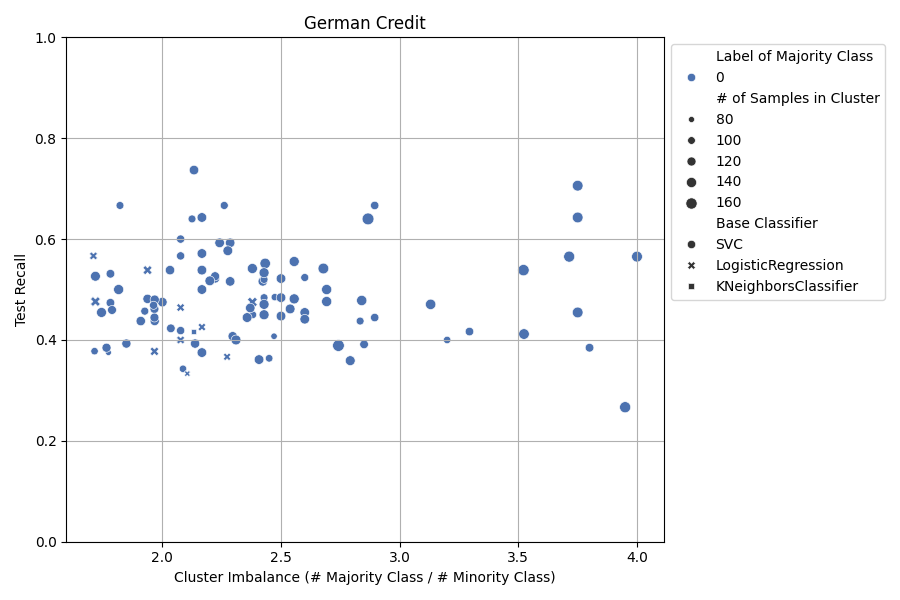 German Credit
Test Recall
1.0
0.8
0.6
0.4
0.2
0.0
2.0 2.5 3.0 3.5 4.0
Cluster Imbalance (# Majority Class / # Minority Class)
Label of Majority Class
0
# of Samples in Cluster
80
100
120
140
160
Base Classifier
SVC
LogisticRegression
KNeighborsClassifier